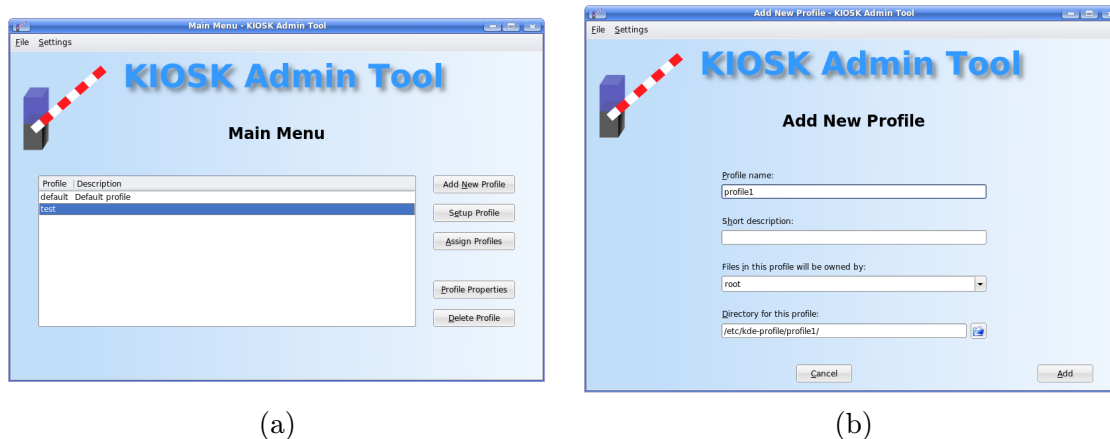 Main Menu - KIOSK Admin Tool
File Settings
KIOSK Admin Tool
Main Menu
Profile Description
default Default profile
test
Add New Profile
Setup Profile
Assign Profiles
Profile Properties
Delete Profile
(a)
Add New Profile - KIOSK Admin Tool
File Settings
KIOSK Admin Tool
Add New Profile
Profile name:
profile1
Short description:
Files in this profile will be owned by:
root
Directory for this profile:
/etc/kde-profile/profile1/
Cancel Add
(b)